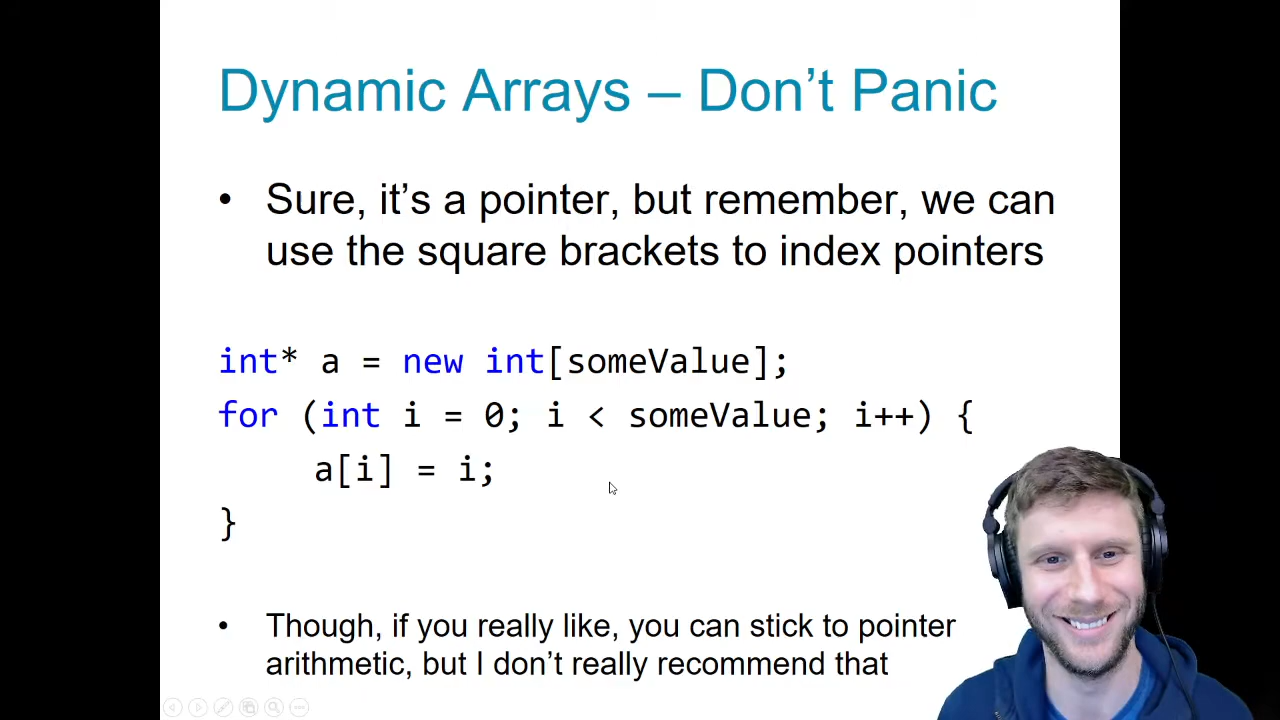 Dynamic Arrays – Don’t Panic
• Sure, it’s a pointer, but remember, we can
use the square brackets to index pointers
int* a = new int[someValue];
for (int i = 0; i < someValue; i++) {
a[i] = i;
}
• Though, if you really like, you can stick to pointer
arithmetic, but I don’t really recommend that